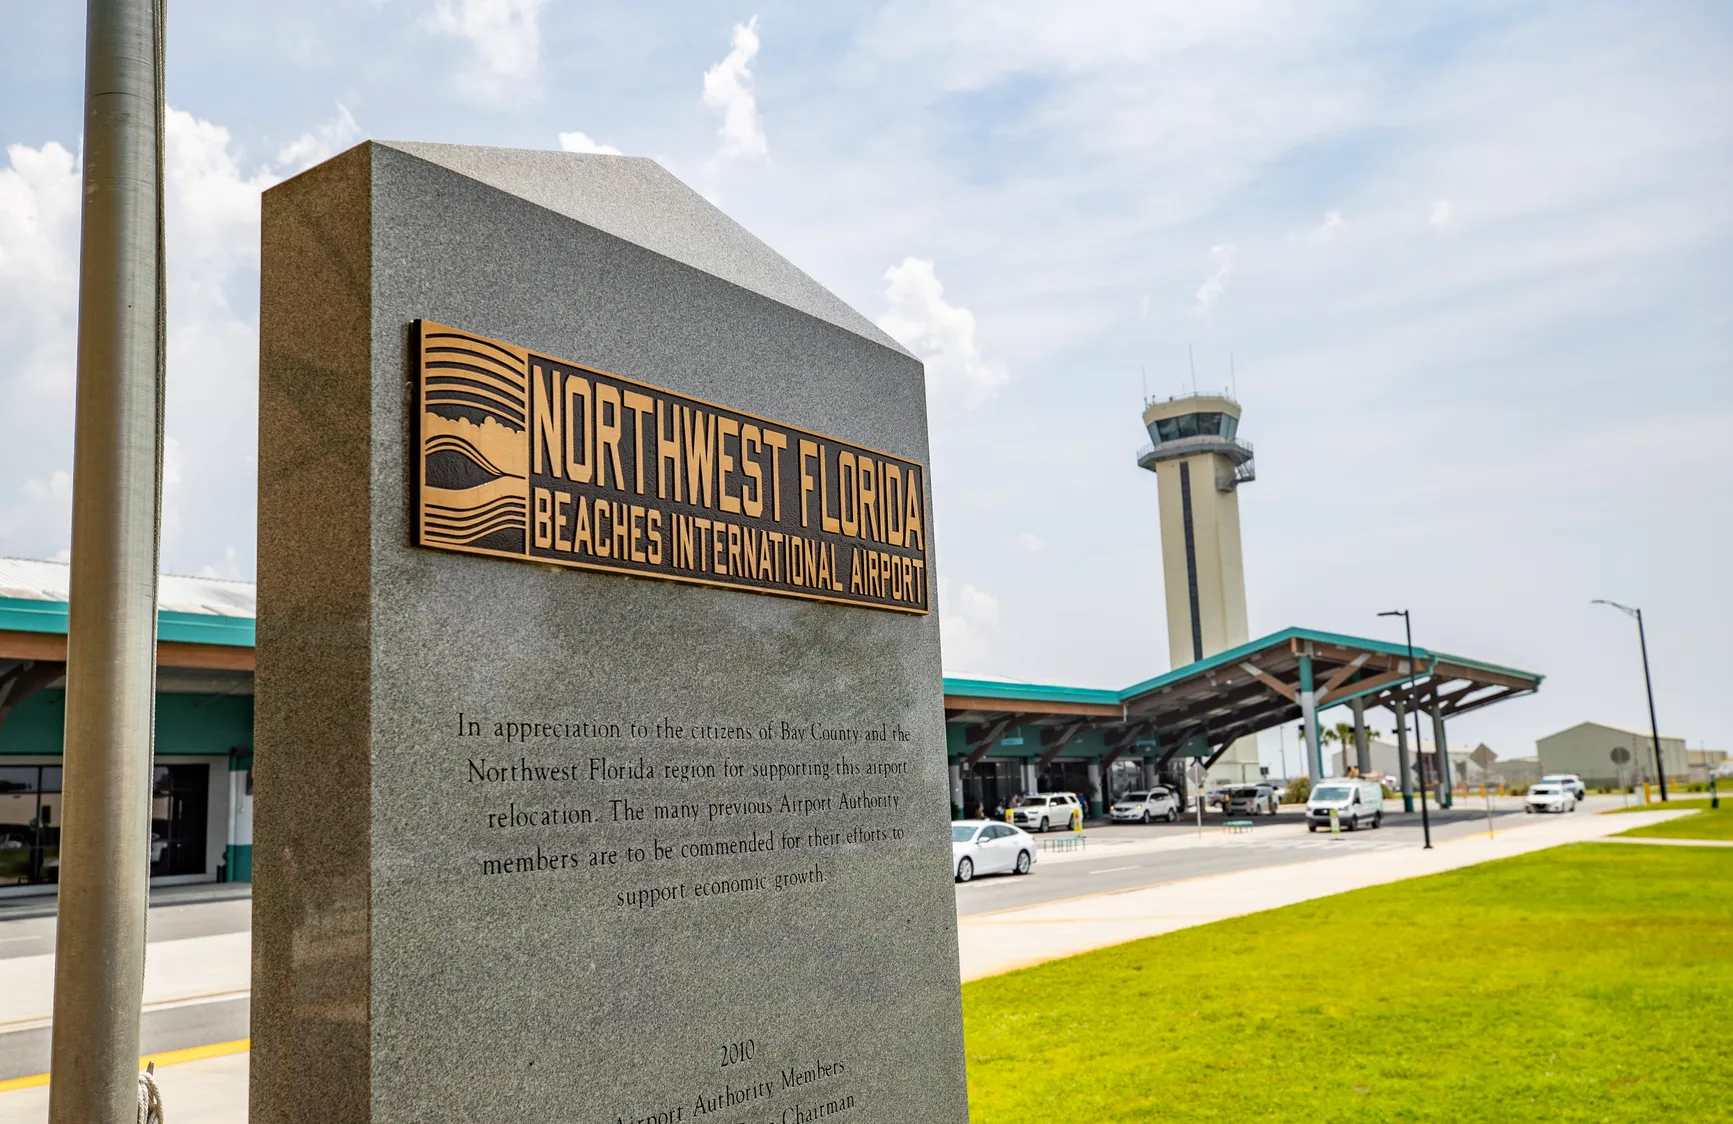 NORTHWEST FLORIDA
BEACHES INTERNATIONAL AIRPORT
In appreciation to the citizens of Bay County and the
Northwest Florida region for supporting this airport
relocation. The many previous Airport Authority
members are to be commended for their efforts to
support economic growth.
2010
Airport Authority Members
Chairman